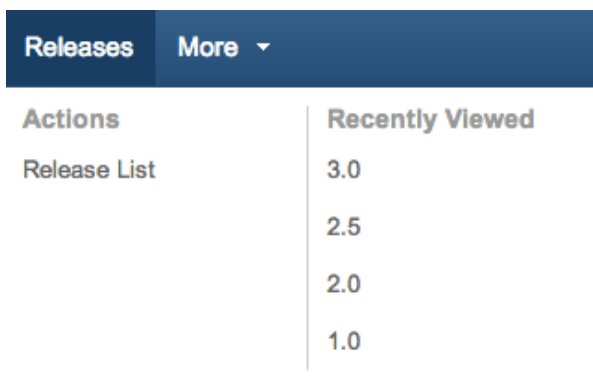 Releases More
Actions
Release List
Recently Viewed
3.0
2.5
2.0
1.0